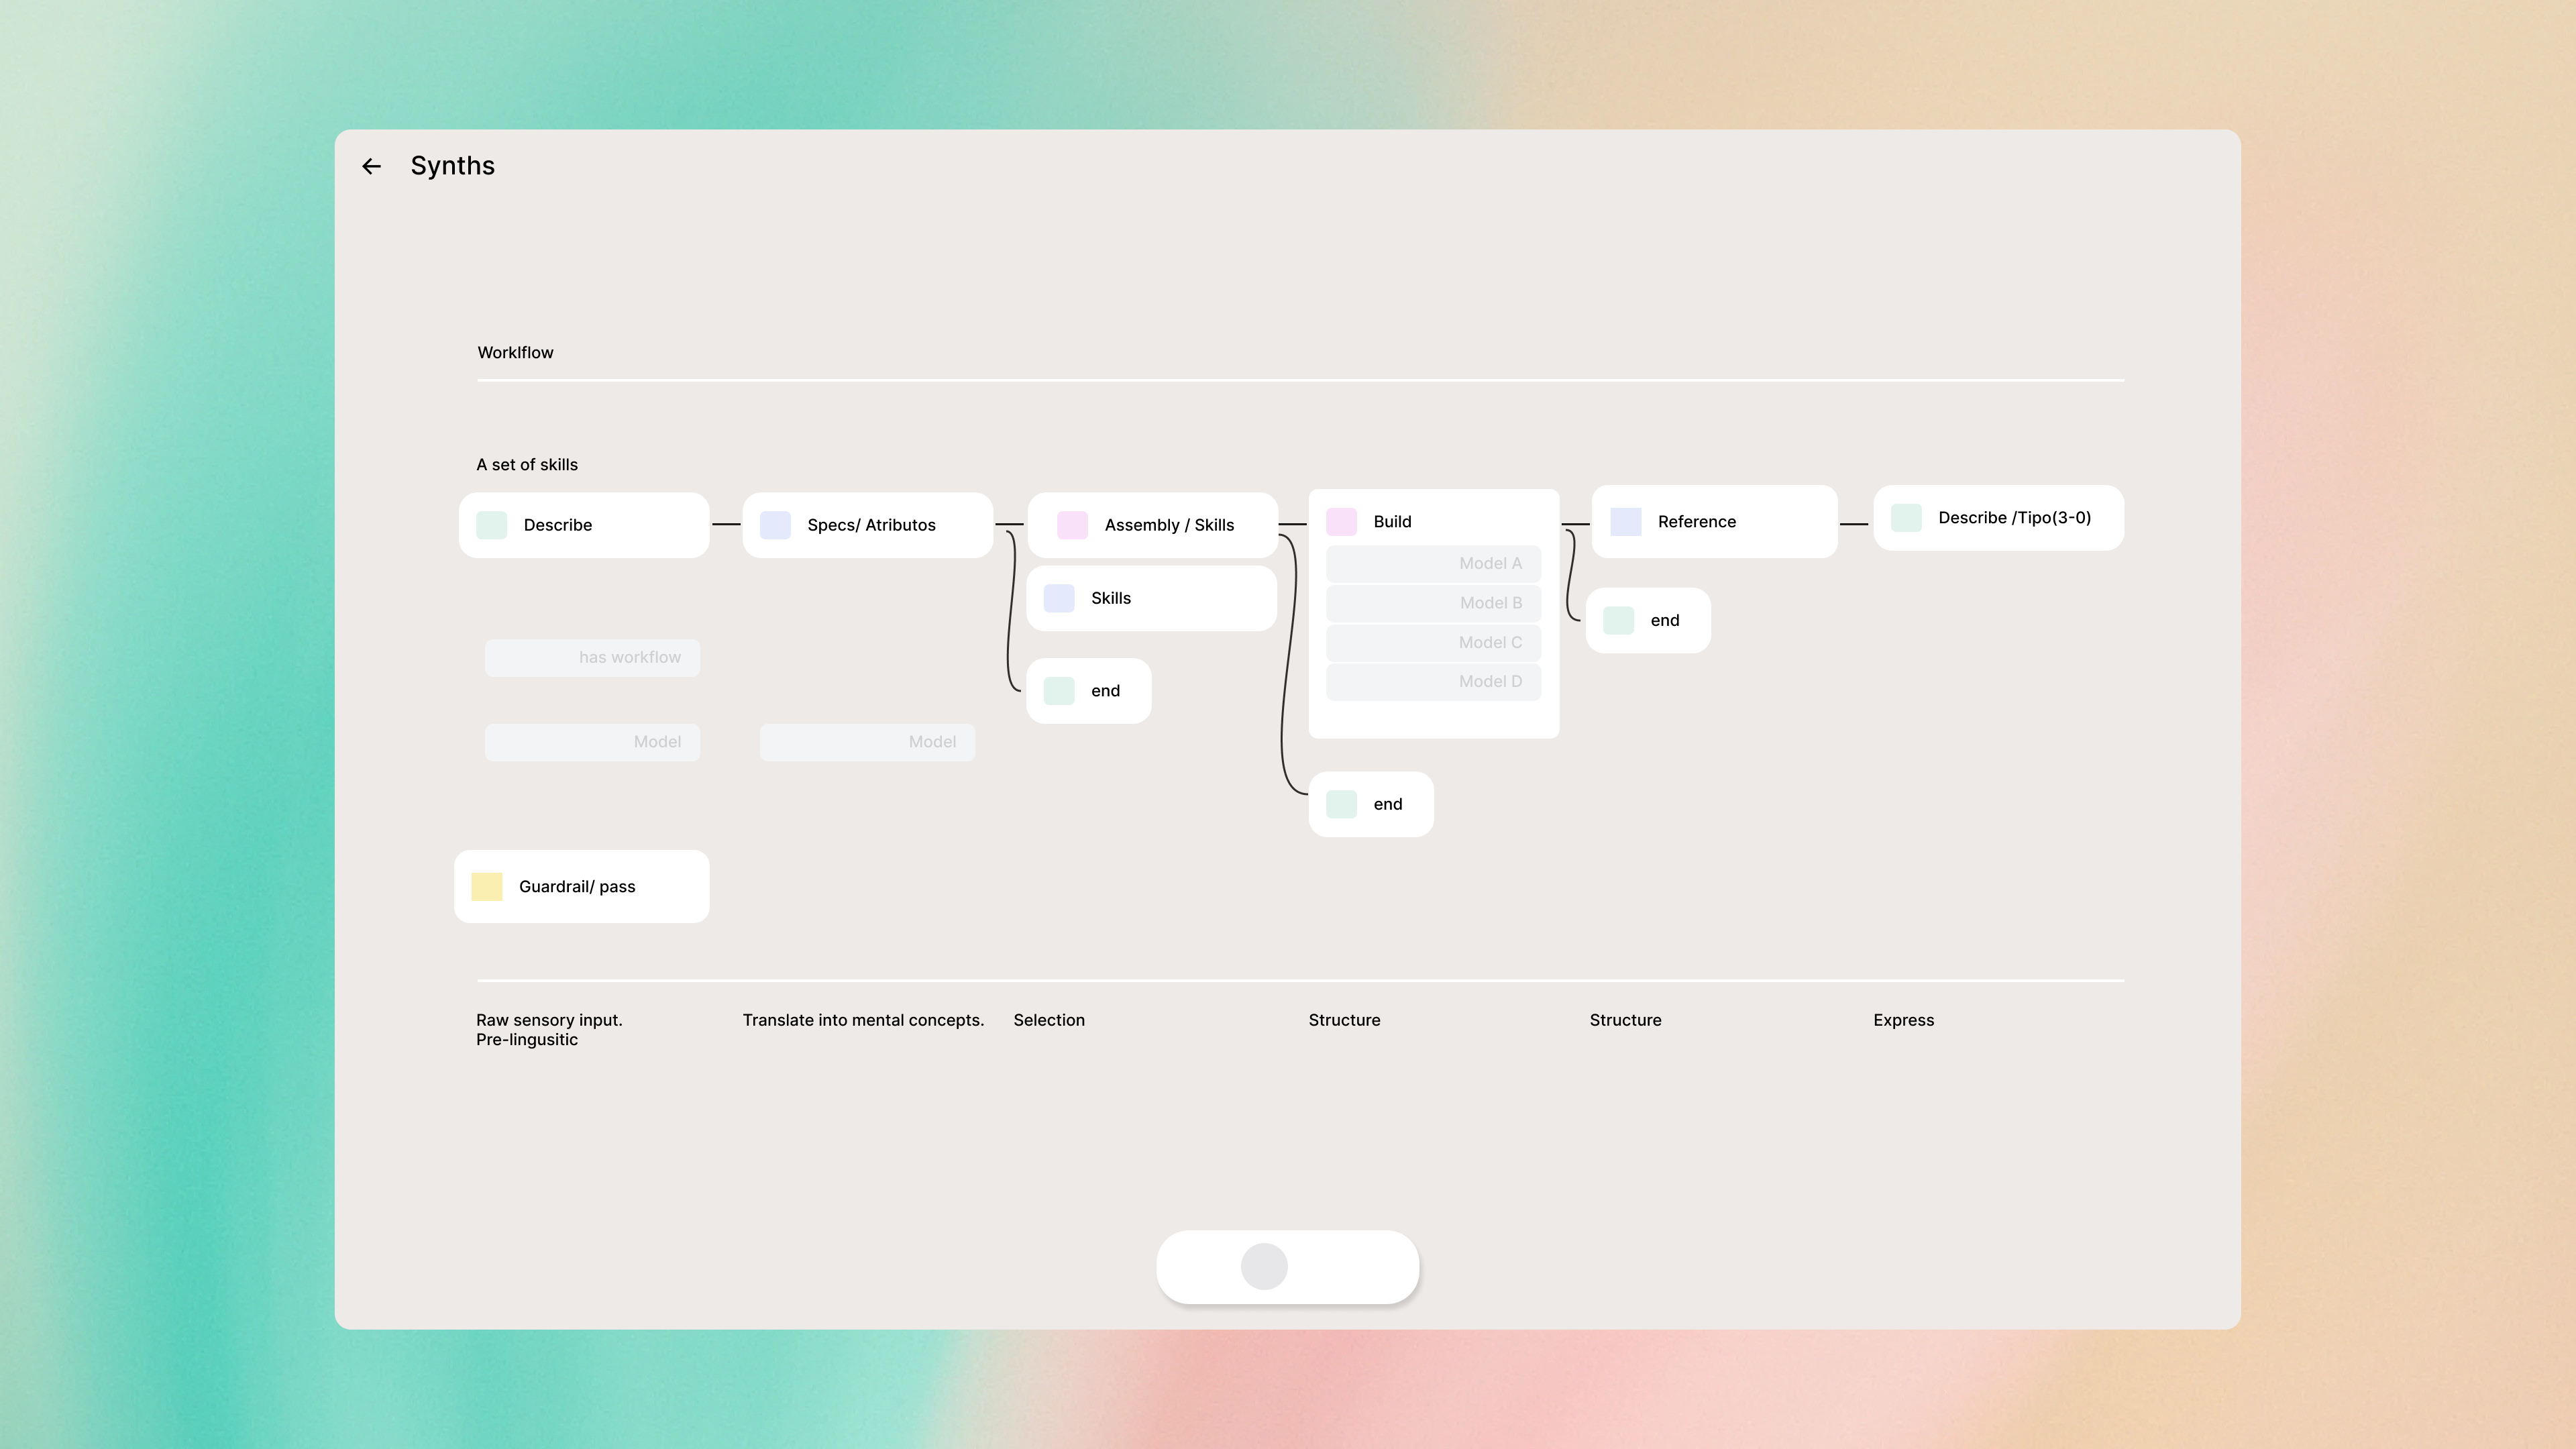 Synths
Worklflow
A set of skills
Describe
Specs/ Atributos
Assembly / Skills
Build
Reference
Describe /Tipo(3-0)
Model A
Skills
Model B
end
Model C
has workflow
Model D
end
Model
Model
end
Guardrail/ pass
Raw sensory input.
Pre-lingusitic
Translate into mental concepts.
Selection
Structure
Structure
Express